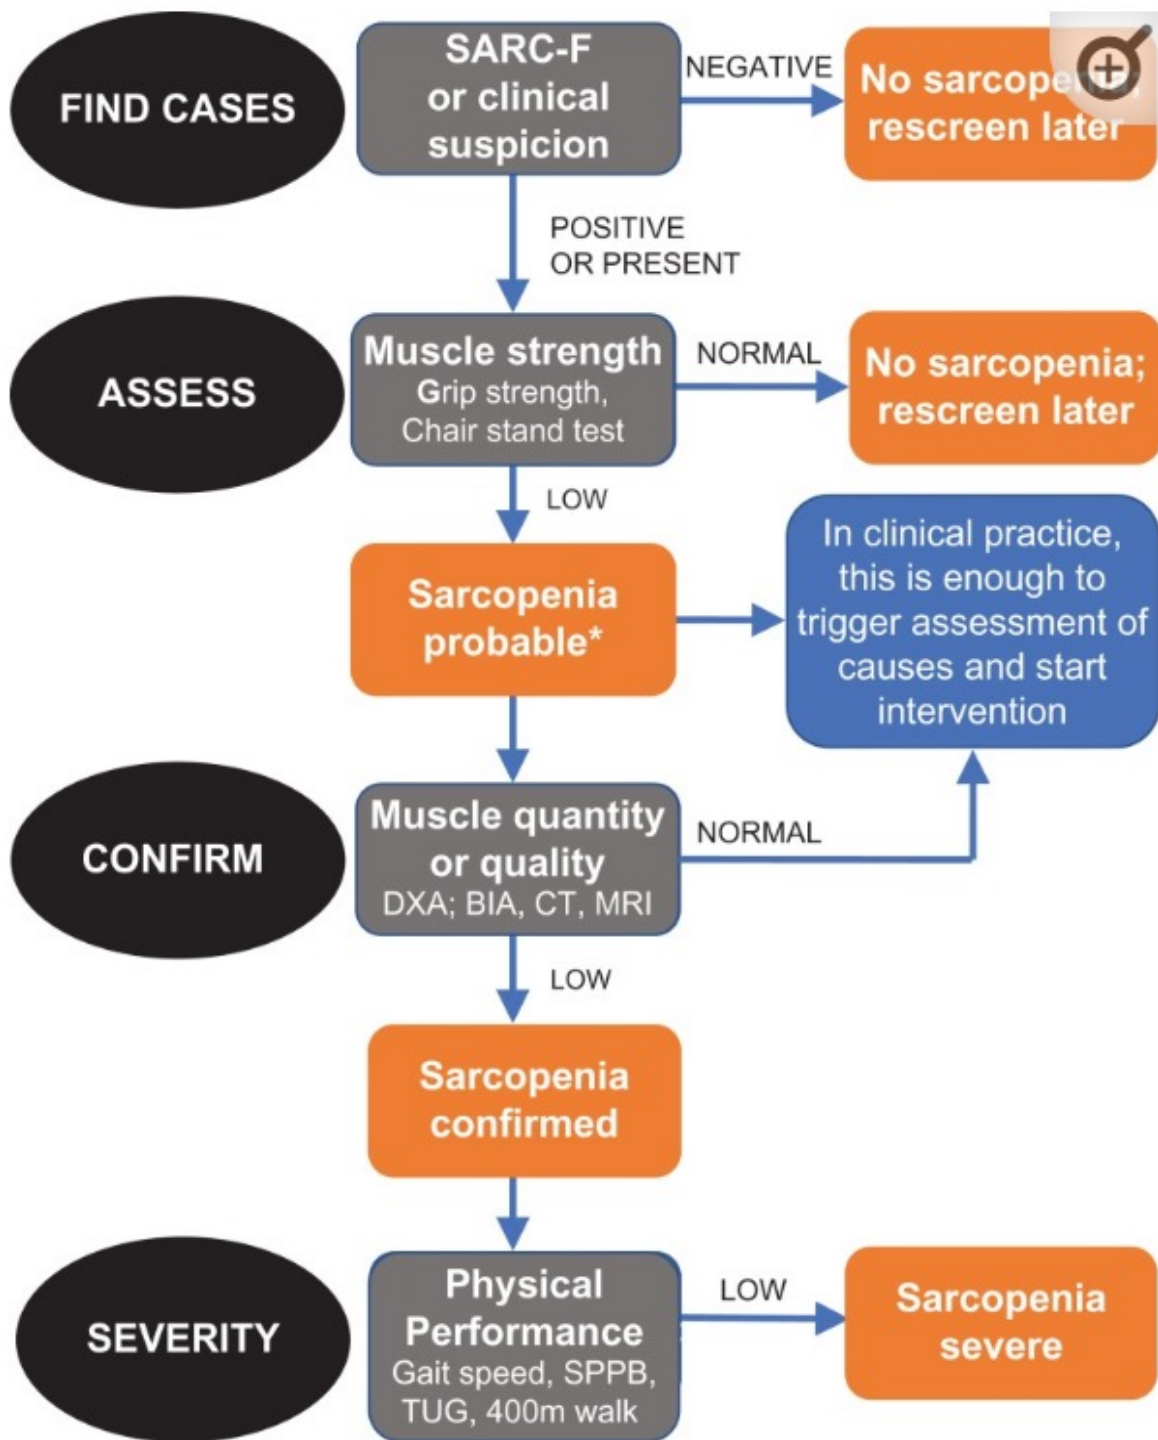 FIND CASES
SARC-F
or clinical
suspicion
NEGATIVE
No sarcopenia;
rescreen later
POSITIVE
OR PRESENT
ASSESS
Muscle strength
Grip strength,
Chair stand test
NORMAL
No sarcopenia;
rescreen later
LOW
Sarcopenia
probable*
In clinical practice,
this is enough to
trigger assessment of
causes and start
intervention
CONFIRM
Muscle quantity
or quality
DXA; BIA, CT, MRI
NORMAL
LOW
Sarcopenia
confirmed
SEVERITY
Physical
Performance
Gait speed, SPPB,
TUG, 400m walk
LOW
Sarcopenia
severe